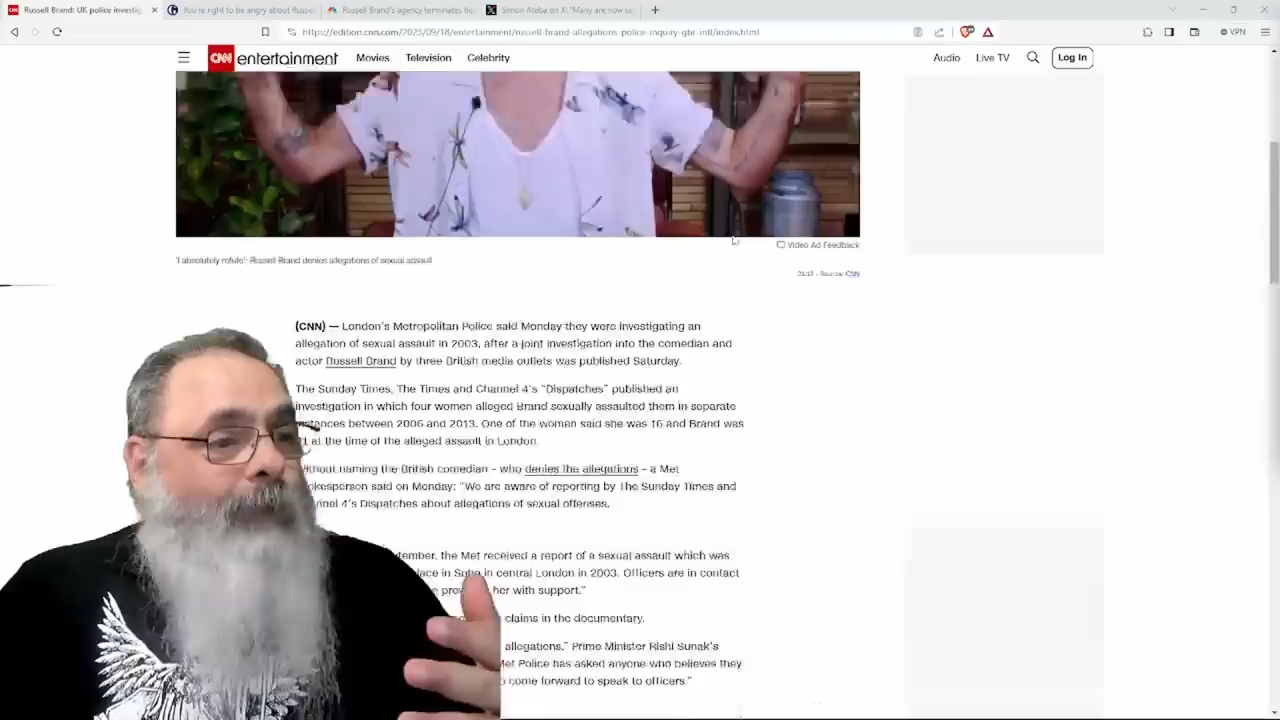 Russell Brand: UK police investig
You're right to be angry about Russel
Russell Brand's agency terminates tie
Simon Ateba on X: "Many are now sa
https://edition.cnn.com/2023/09/18/entertainment/russell-brand-allegations-police-inquiry-gbr-intl/index.html
VPN
CNN entertainment
Movies
Television
Celebrity
Audio
Live TV
Log In
Video Ad Feedback
'I absolutely refute': Russell Brand denies allegations of sexual assault
01:15 - Source: CNN
(CNN) — London's Metropolitan Police said Monday they were investigating an
allegation of sexual assault in 2003, after a joint investigation into the comedian and
actor Russell Brand by three British media outlets was published Saturday.
The Sunday Times, The Times and Channel 4's "Dispatches" published an
investigation in which four women alleged Brand sexually assaulted them in separate
instances between 2006 and 2013. One of the women said she was 16 and Brand was
at the time of the alleged assault in London.
thout naming the British comedian - who denies the allegations - a Met
okesperson said on Monday: "We are aware of reporting by The Sunday Times and
nnel 4's Dispatches about allegations of sexual offenses.
tember, the Met received a report of a sexual assault which was
lace in Soho in central London in 2003. Officers are in contact
her with support."
claims in the documentary.
allegations," Prime Minister Rishi Sunak's
Met Police has asked anyone who believes they
come forward to speak to officers."